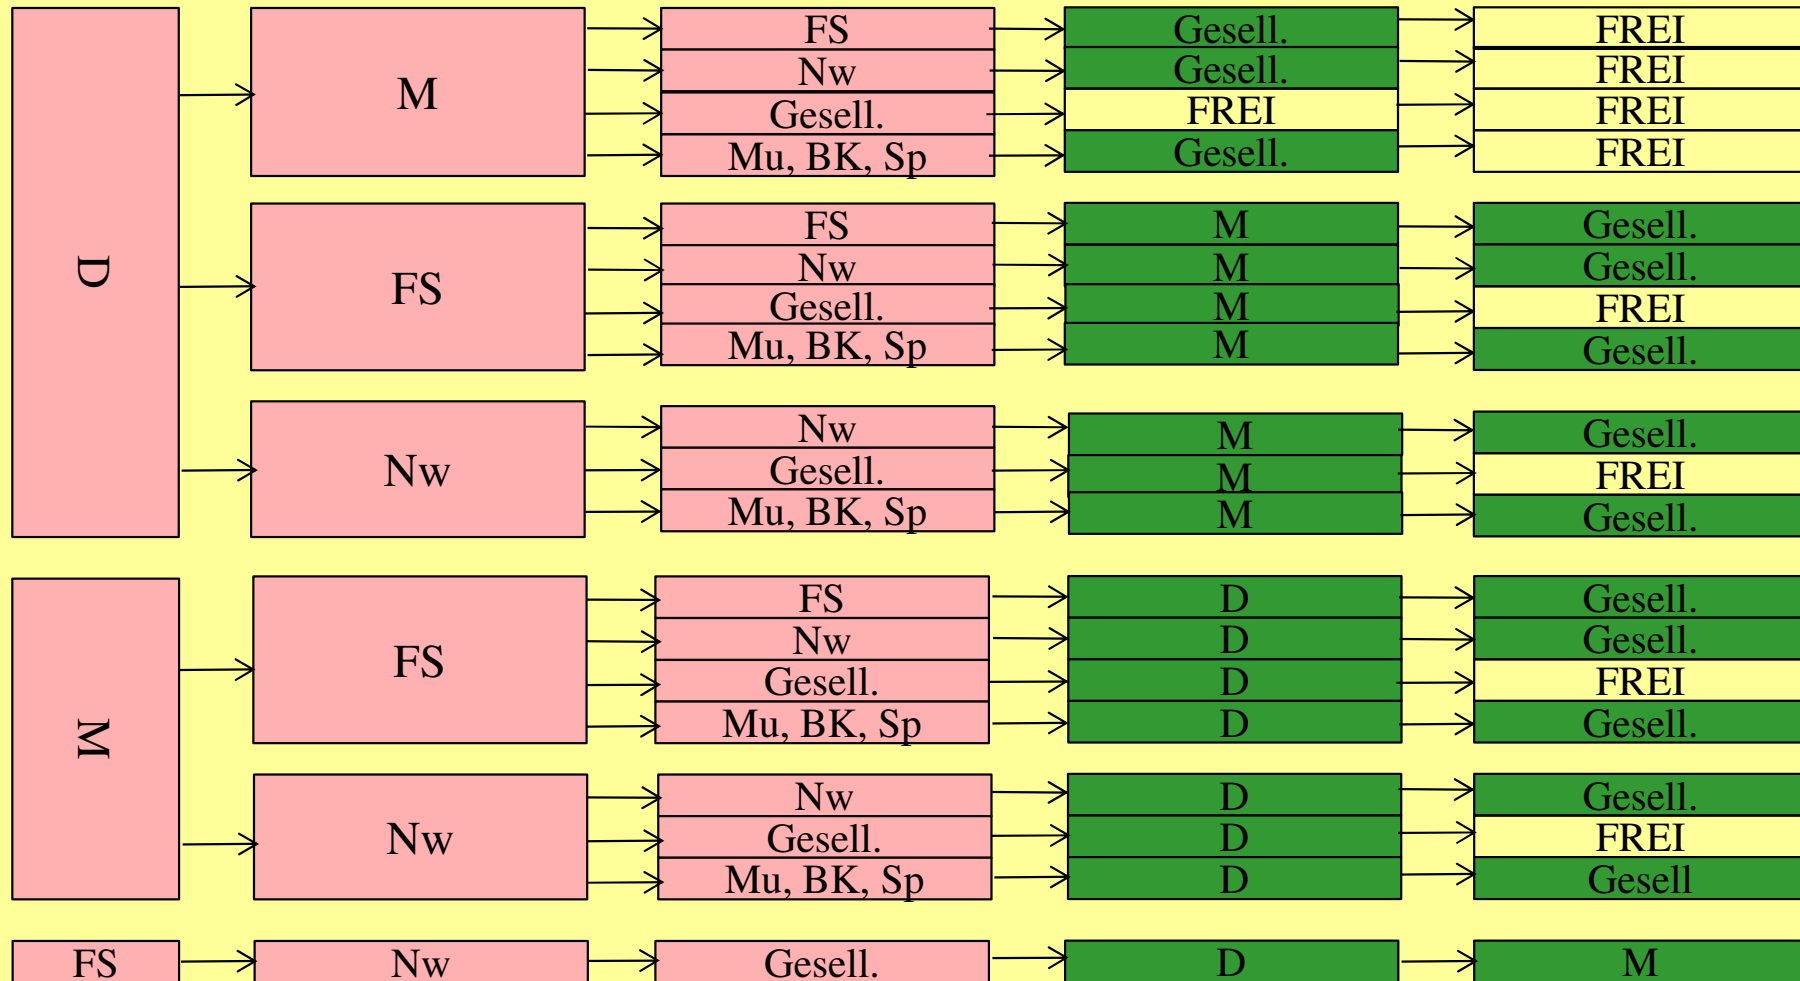 D
M
FS Gesell. FREI
Nw Gesell. FREI
Gesell. FREI FREI
Mu, BK, Sp Gesell. FREI
FS
FS M Gesell.
Nw M Gesell.
Gesell. M FREI
Mu, BK, Sp M Gesell.
Nw
Nw M Gesell.
Gesell. M FREI
Mu, BK, Sp M Gesell.
M
FS
FS D Gesell.
Nw D Gesell.
Gesell. D FREI
Mu, BK, Sp D Gesell.
Nw
Nw D Gesell.
Gesell. D FREI
Mu, BK, Sp D Gesell
FS Nw Gesell. D M